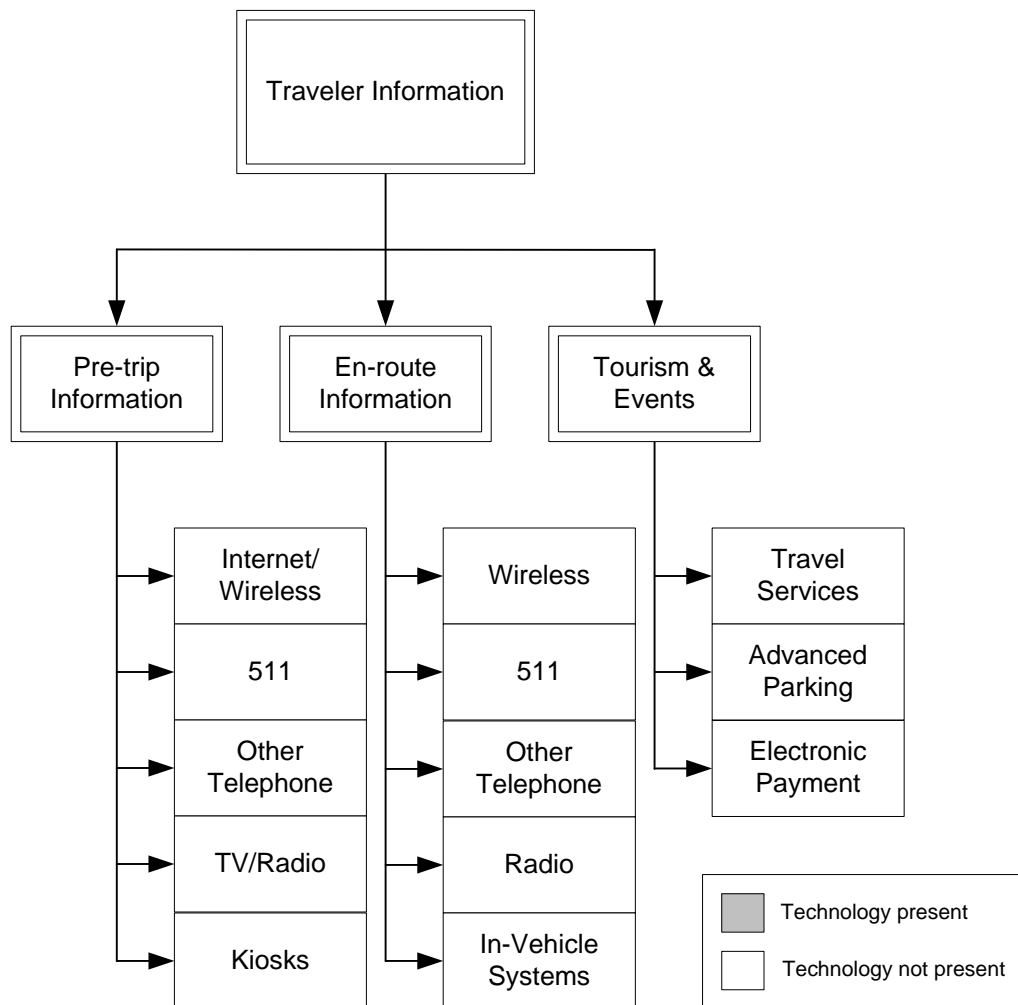 Traveler Information
Pre-trip
Information
En-route
Information
Tourism &
Events
Internet/
Wireless
511
Other
Telephone
TV/Radio
Kiosks
Wireless
511
Other
Telephone
Radio
In-Vehicle
Systems
Travel
Services
Advanced
Parking
Electronic
Payment
Technology present
Technology not present